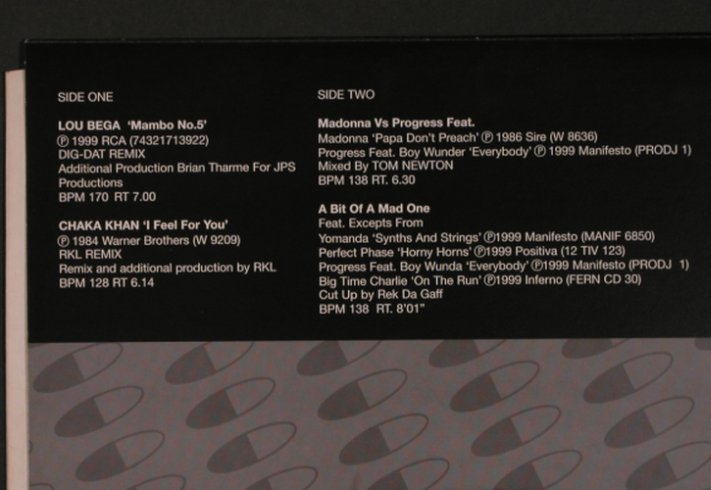 SIDE ONE
LOU BEGA 'Mambo No.5'
Ⓟ 1999 RCA (74321713922)
DIG-DAT REMIX
Additional Production Brian Tharme For JPS
Productions
BPM 170 RT 7.00
CHAKA KHAN 'I Feel For You'
Ⓟ 1984 Warner Brothers (W 9209)
RKL REMIX
Remix and additional production by RKL
BPM 128 RT 6.14
SIDE TWO
Madonna Vs Progress Feat.
Madonna 'Papa Don't Preach' Ⓟ 1986 Sire (W 8636)
Progress Feat. Boy Wunder 'Everybody' Ⓟ 1999 Manifesto (PRODJ 1)
Mixed By TOM NEWTON
BPM 138 RT. 6.30
A Bit Of A Mad One
Feat. Excepts From
Yomanda 'Synths And Strings' Ⓟ1999 Manifesto (MANIF 6850)
Perfect Phase 'Horny Horns' Ⓟ1999 Positiva (12 TIV 123)
Progress Feat. Boy Wunda 'Everybody' Ⓟ1999 Manifesto (PRODJ 1)
Big Time Charlie 'On The Run' Ⓟ1999 Inferno (FERN CD 30)
Cut Up by Rek Da Gaff
BPM 138 RT. 8'01"